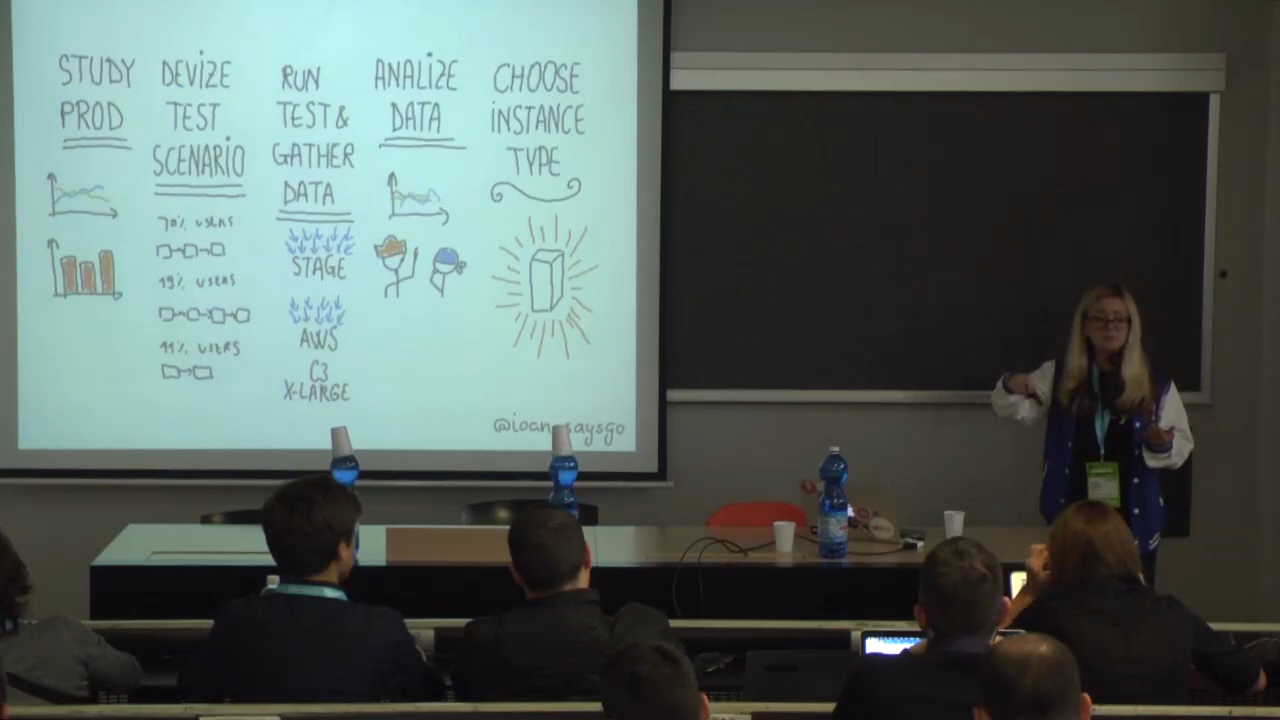 STUDY
PROD
DEVIZE
TEST
SCENARIO
70% USERS
19% USERS
11% USERS
RUN
TEST &
GATHER
DATA
STAGE
AWS
C3
X-LARGE
ANALIZE
DATA
CHOOSE
INSTANCE
TYPE